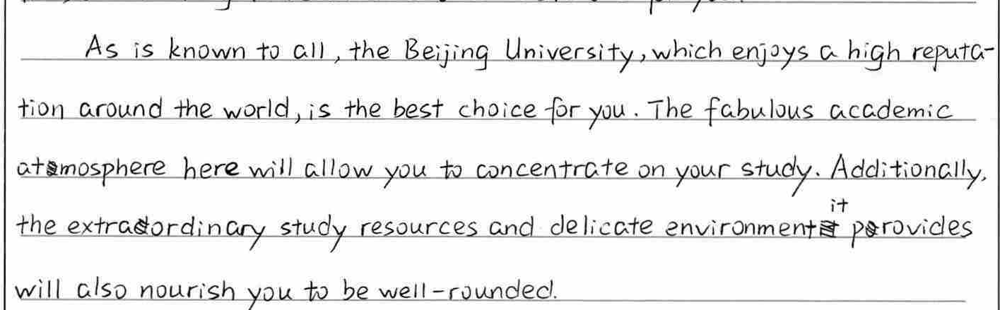 As is known to all, the Beijing University, which enjoys a high reputa-
tion around the world, is the best choice for you. The fabulous academic
atmosphere here will allow you to concentrate on your study. Additionally,
the extraordinary study resources and delicate environment it provides
will also nourish you to be well-rounded.